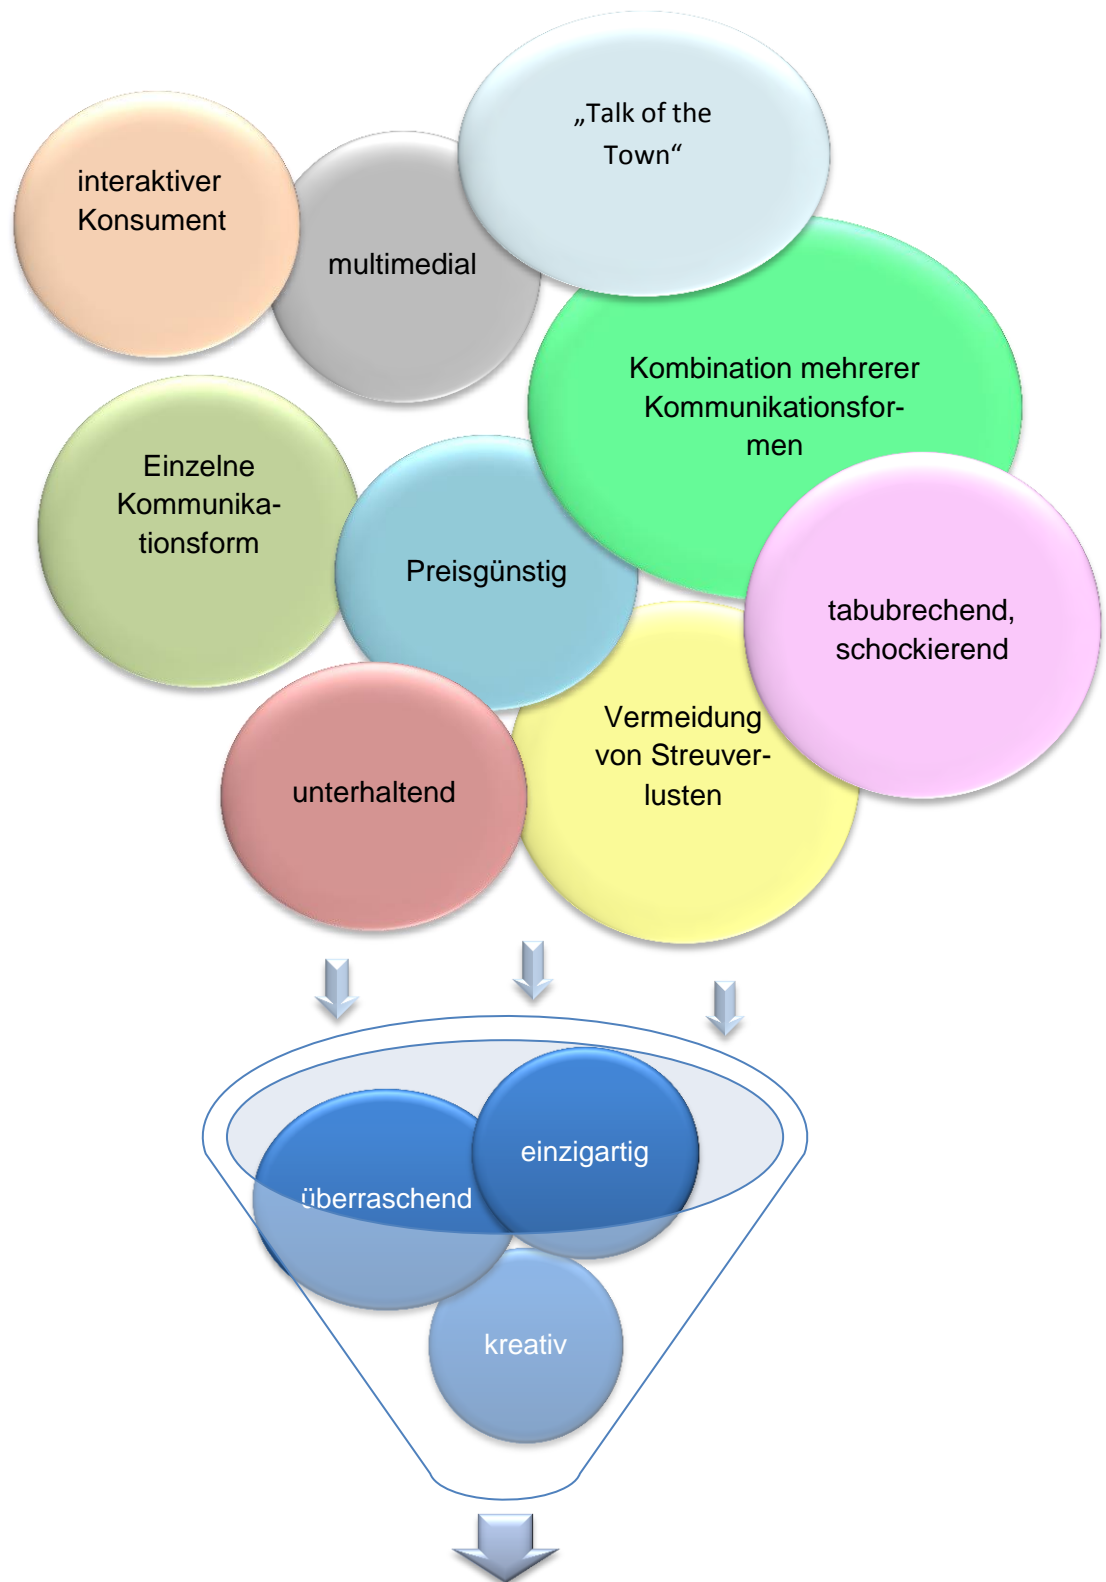 „Talk of the
Town“
interaktiver
Konsument
multimedial
Kombination mehrerer
Kommunikationsfor-
men
Einzelne
Kommunika-
tionsform
Preisgünstig
tabubrechend,
schockierend
Vermeidung
von Streuver-
lusten
unterhaltend
einzigartig
überraschend
kreativ